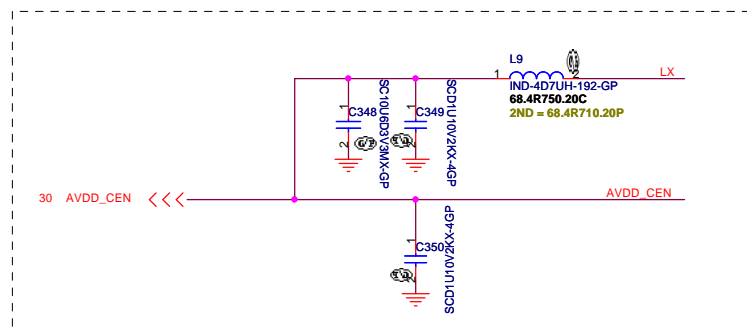 L9
1
2
LX
IND-4D7UH-192-GP
68.4R750.20C
2ND = 68.4R710.20P
1
C348
2
SC10U6D3V3MX-GP
1
C349
2
SCD1U10V2KX-4GP
30 AVDD_CEN
AVDD_CEN
1
C350
2
SCD1U10V2KX-4GP